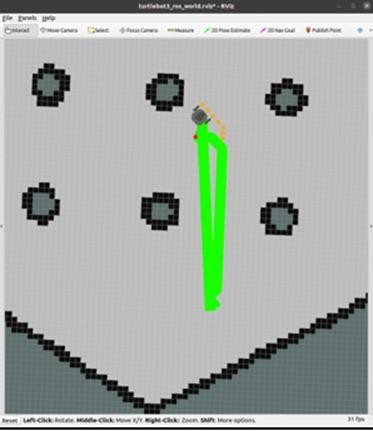 turtlebot3_ros_world.rviz* - RViz
File Panels Help
Interact Move Camera Select Focus Camera Measure 2D Pose Estimate 2D Nav Goal Publish Point
Reset Left-Click: Rotate. Middle-Click: Move X/Y. Right-Click: Zoom. Shift: More options. 31 fps